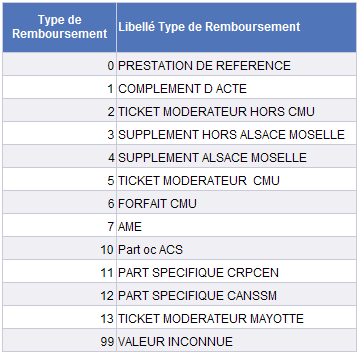 Type de Remboursement Libellé Type de Remboursement
0 PRESTATION DE REFERENCE
1 COMPLEMENT D ACTE
2 TICKET MODERATEUR HORS CMU
3 SUPPLEMENT HORS ALSACE MOSELLE
4 SUPPLEMENT ALSACE MOSELLE
5 TICKET MODERATEUR  CMU
6 FORFAIT CMU
7 AME
10 Part oc ACS
11 PART SPECIFIQUE CRPCEN
12 PART SPECIFIQUE CANSSM
13 TICKET MODERATEUR MAYOTTE
99 VALEUR INCONNUE